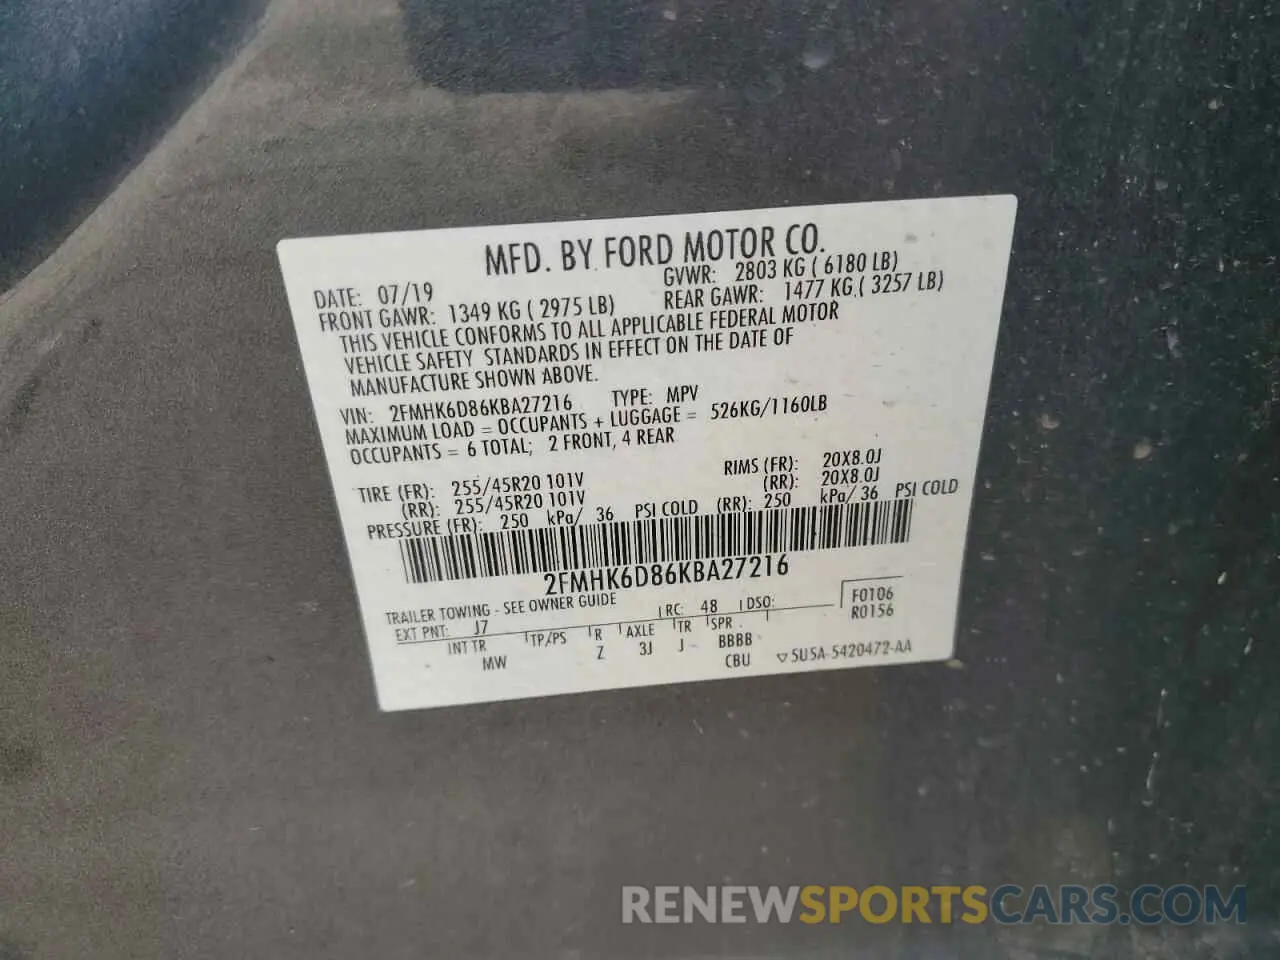 MFD. BY FORD MOTOR CO.
DATE: 07/19 GVWR: 2803 KG ( 6180 LB)
FRONT GAWR: 1349 KG ( 2975 LB) REAR GAWR: 1477 KG ( 3257 LB)
THIS VEHICLE CONFORMS TO ALL APPLICABLE FEDERAL MOTOR
VEHICLE SAFETY STANDARDS IN EFFECT ON THE DATE OF
MANUFACTURE SHOWN ABOVE.
VIN: 2FMHK6D86KBA27216 TYPE: MPV
MAXIMUM LOAD = OCCUPANTS + LUGGAGE = 526KG/1160LB
OCCUPANTS = 6 TOTAL; 2 FRONT, 4 REAR
TIRE (FR): 255/45R20 101V RIMS (FR): 20X8.0J
(RR): 255/45R20 101V (RR): 20X8.0J
PRESSURE (FR): 250 kPa/ 36 PSI COLD (RR): 250 kPa/ 36 PSI COLD
2FMHK6D86KBA27216
TRAILER TOWING - SEE OWNER GUIDE
EXT PNT: J7 RC: 48 DSO: F0106
R0156
INT TR TP/PS R AXLE TR SPR
MW Z 3J J BBBB
CBU ▽5U5A-5420472-AA
RENEWSPORTSCARS.COM